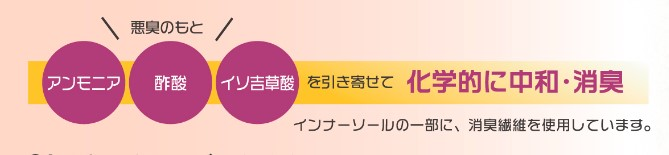 悪臭のもと
アンモニア 酢酸 イソ吉草酸 を引き寄せて 化学的に中和・消臭
インナーソールの一部に、消臭繊維を使用しています。